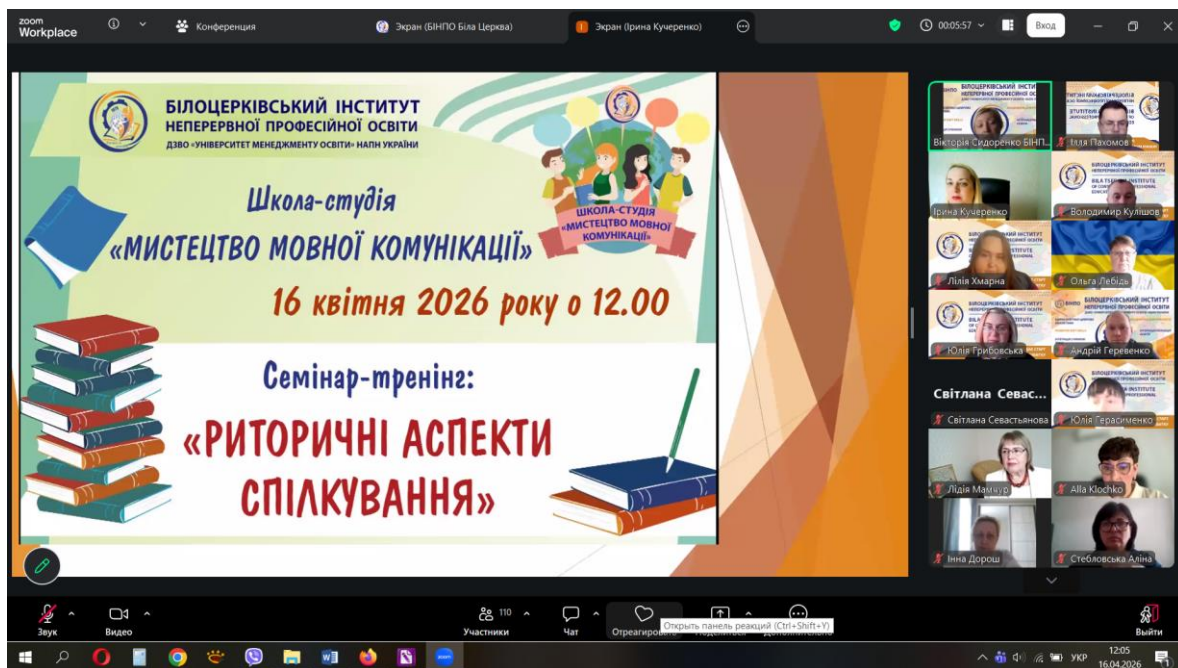 zoom
Workplace
Конференция
Экран (БІНПО Біла Церква)
Экран (Ірина Кучеренко)
00:05:57
Вход
БІЛОЦЕРКІВСЬКИЙ ІНСТИТУТ
НЕПЕРЕРВНОЇ ПРОФЕСІЙНОЇ ОСВІТИ
ДЗВО «УНІВЕРСИТЕТ МЕНЕДЖМЕНТУ ОСВІТИ» НАПН УКРАЇНИ
Школа-студія
«МИСТЕЦТВО МОВНОЇ КОМУНІКАЦІЇ»
ШКОЛА-СТУДІЯ
«МИСТЕЦТВО МОВНОЇ
КОМУНІКАЦІЇ»
16 квітня 2026 року о 12.00
Семінар-тренінг:
«РИТОРИЧНІ АСПЕКТИ
СПІЛКУВАННЯ»
Вікторія Сидоренко БІНП...
Ілля Пахомов
Ірина Кучеренко
Володимир Кулішов
Лілія Хмарна
Ольга Лебідь
Юлія Грибовська
Андрій Геревенко
Світлана Севас...
Світлана Севастьянова
Юлія Герасименко
Лідія Мамчур
Alla Klochko
Інна Дорош
Стебловська Аліна
Звук
Видео
Участники
110
Чат
Отреагировать
Открыть панель реакций (Ctrl+Shift+Y)
Выйти
УКР
12:05
16.04.2026